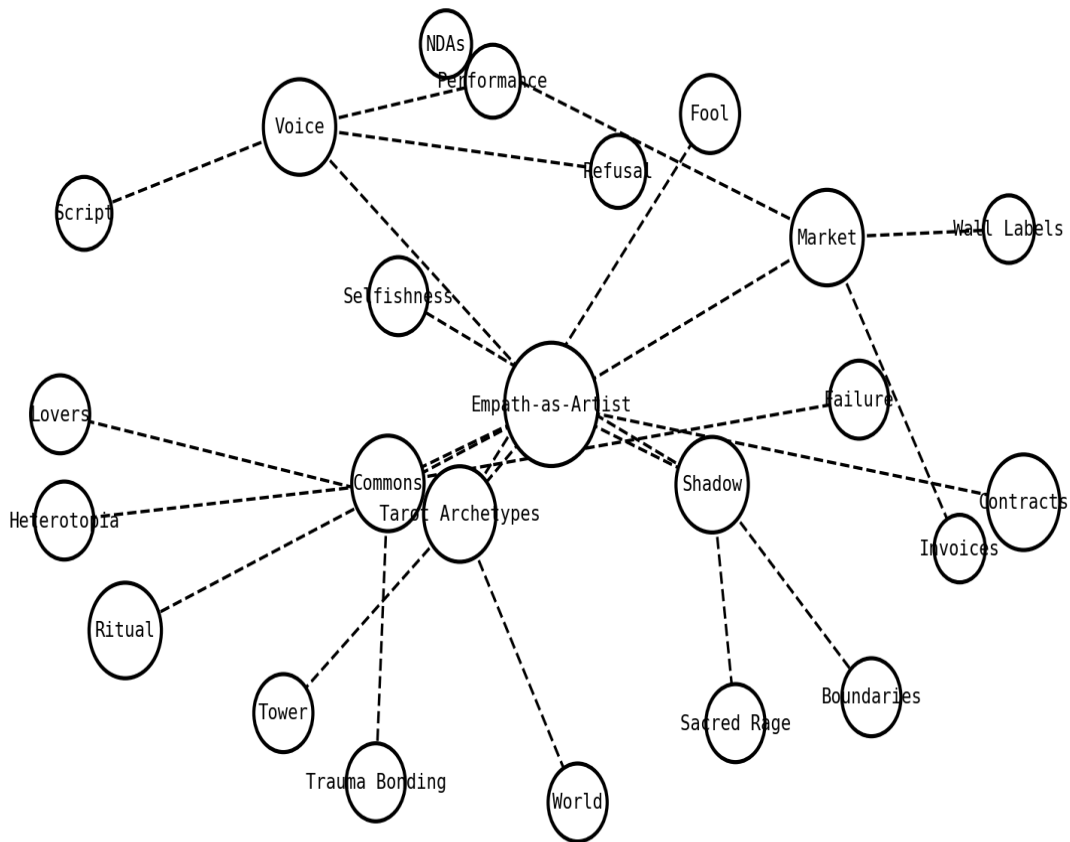 NDAs
Performance
Fool
Voice
Refusal
Script
Wall Labels
Market
Selfishness
Empath-as-Artist
Failure
Lovers
Commons
Shadow
Contracts
Tarot Archetypes
Heterotopia
Invoices
Ritual
Boundaries
Tower
Sacred Rage
Trauma Bonding
World